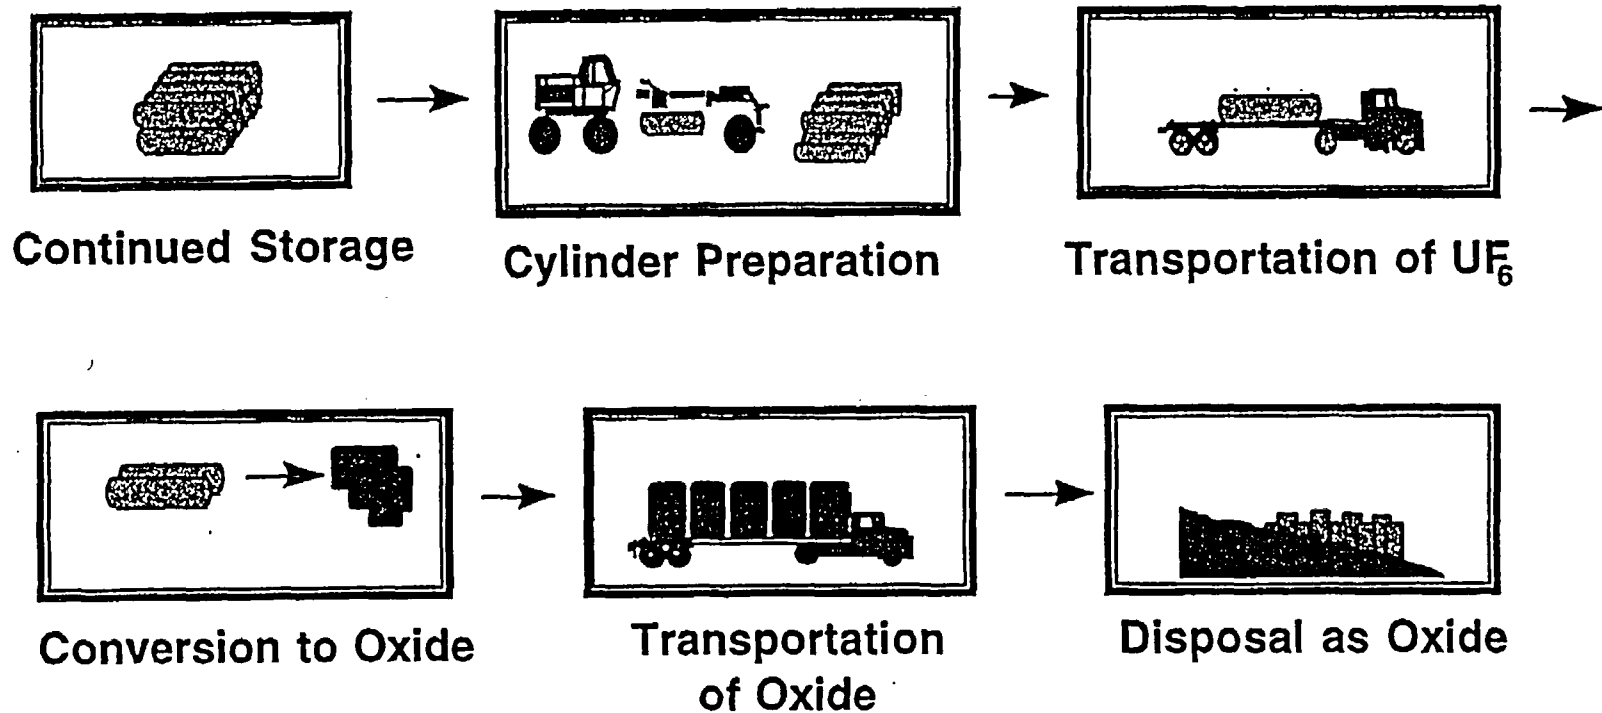 Continued Storage
Cylinder Preparation
Transportation of UF₆
Conversion to Oxide
Transportation
of Oxide
Disposal as Oxide